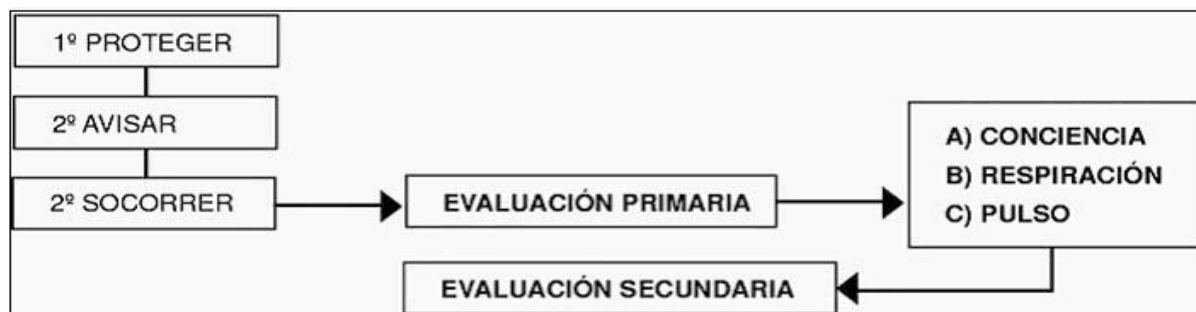 1º PROTEGER
2º AVISAR
2º SOCORRER
EVALUACIÓN PRIMARIA
A) CONCIENCIA
B) RESPIRACIÓN
C) PULSO
EVALUACIÓN SECUNDARIA